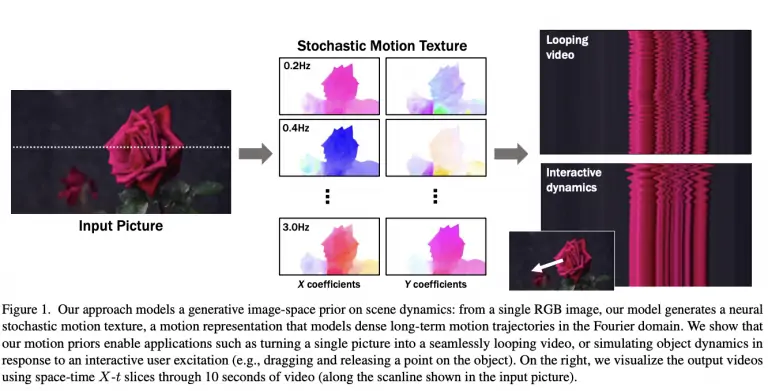 Stochastic Motion Texture
0.2Hz
0.4Hz
3.0Hz
X coefficients
Y coefficients
Input Picture
Looping
video
Interactive
dynamics
Figure 1. Our approach models a generative image-space prior on scene dynamics: from a single RGB image, our model generates a neural
stochastic motion texture, a motion representation that models dense long-term motion trajectories in the Fourier domain. We show that
our motion priors enable applications such as turning a single picture into a seamlessly looping video, or simulating object dynamics in
response to an interactive user excitation (e.g., dragging and releasing a point on the object). On the right, we visualize the output videos
using space-time X-t slices through 10 seconds of video (along the scanline shown in the input picture).